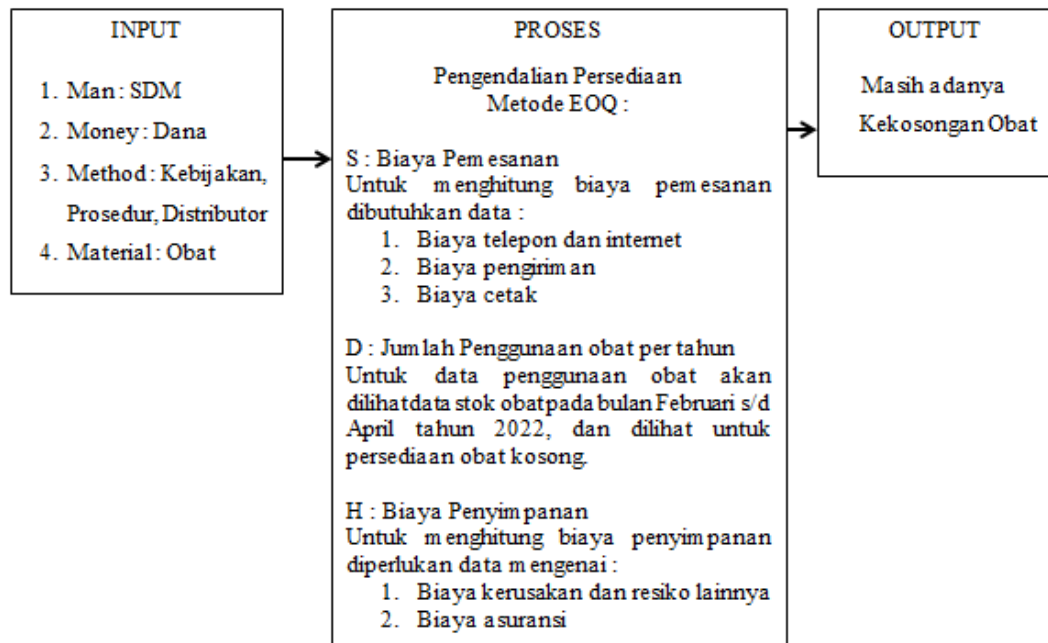 INPUT
1. Man : SDM
2. Money : Dana
3. Method : Kebijakan,
Prosedur, Distributor
4. Material : Obat
PROSES
Pengendalian Persediaan
Metode EOQ :
S : Biaya Pemesanan
Untuk menghitung biaya pemesanan
dibutuhkan data :
1. Biaya telepon dan internet
2. Biaya pengiriman
3. Biaya cetak
D : Jumlah Penggunaan obat per tahun
Untuk data penggunaan obat akan
dilihat data stok obat pada bulan Februari s/d
April tahun 2022, dan dilihat untuk
persediaan obat kosong.
H : Biaya Penyimpanan
Untuk menghitung biaya penyimpanan
diperlukan data mengenai :
1. Biaya kerusakan dan resiko lainnya
2. Biaya asuransi
OUTPUT
Masih adanya
Kekosongan Obat